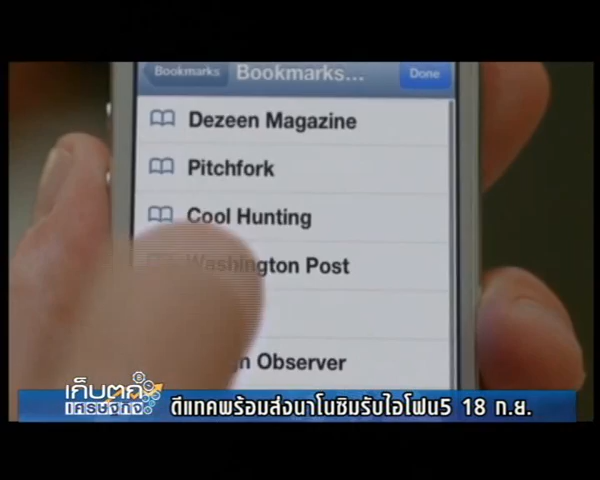 Bookmarks
Bookmarks...
Done
Dezeen Magazine
Pitchfork
Cool Hunting
Washington Post
Observer
เก็บตก
เศรษฐกิจ
ดีแทคพร้อมส่งนาโนซิมรับไอโฟน5 18 ก.ย.